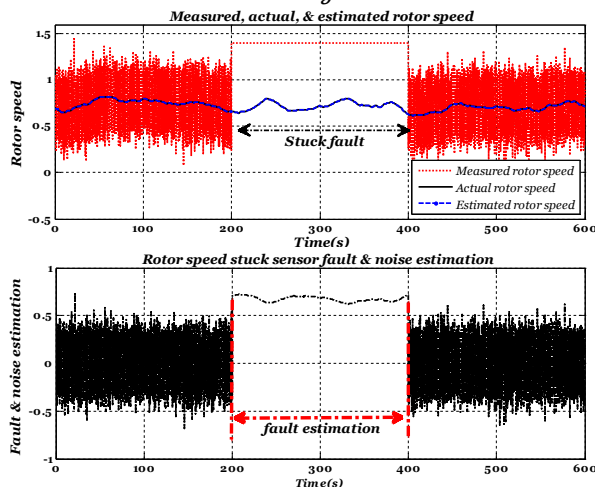 Measured, actual, & estimated rotor speed
Rotor speed
1.5
1
0.5
0
-0.5
Stuck fault
Measured rotor speed
Actual rotor speed
Estimated rotor speed
0 100 200 300 400 500 600
Time(s)
Rotor speed stuck sensor fault & noise estimation
Fault & noise estimation
1
0.5
0
-0.5
-1
fault estimation
0 100 200 300 400 500 600
Time(s)